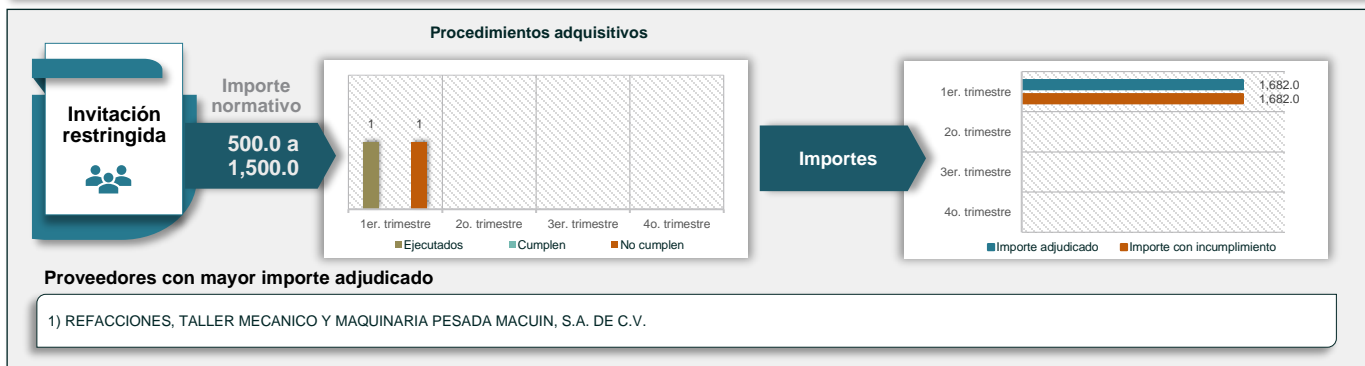 Procedimientos adquisitivos
Invitación
restringida
Importe
normativo
500.0 a
1,500.0
1
1
1er. trimestre
2o. trimestre
3er. trimestre
4o. trimestre
Ejecutados
Cumplen
No cumplen
Importes
1er. trimestre
1,682.0
1,682.0
2o. trimestre
3er. trimestre
4o. trimestre
Importe adjudicado
Importe con incumplimiento
Proveedores con mayor importe adjudicado
1) REFACCIONES, TALLER MECANICO Y MAQUINARIA PESADA MACUIN, S.A. DE C.V.